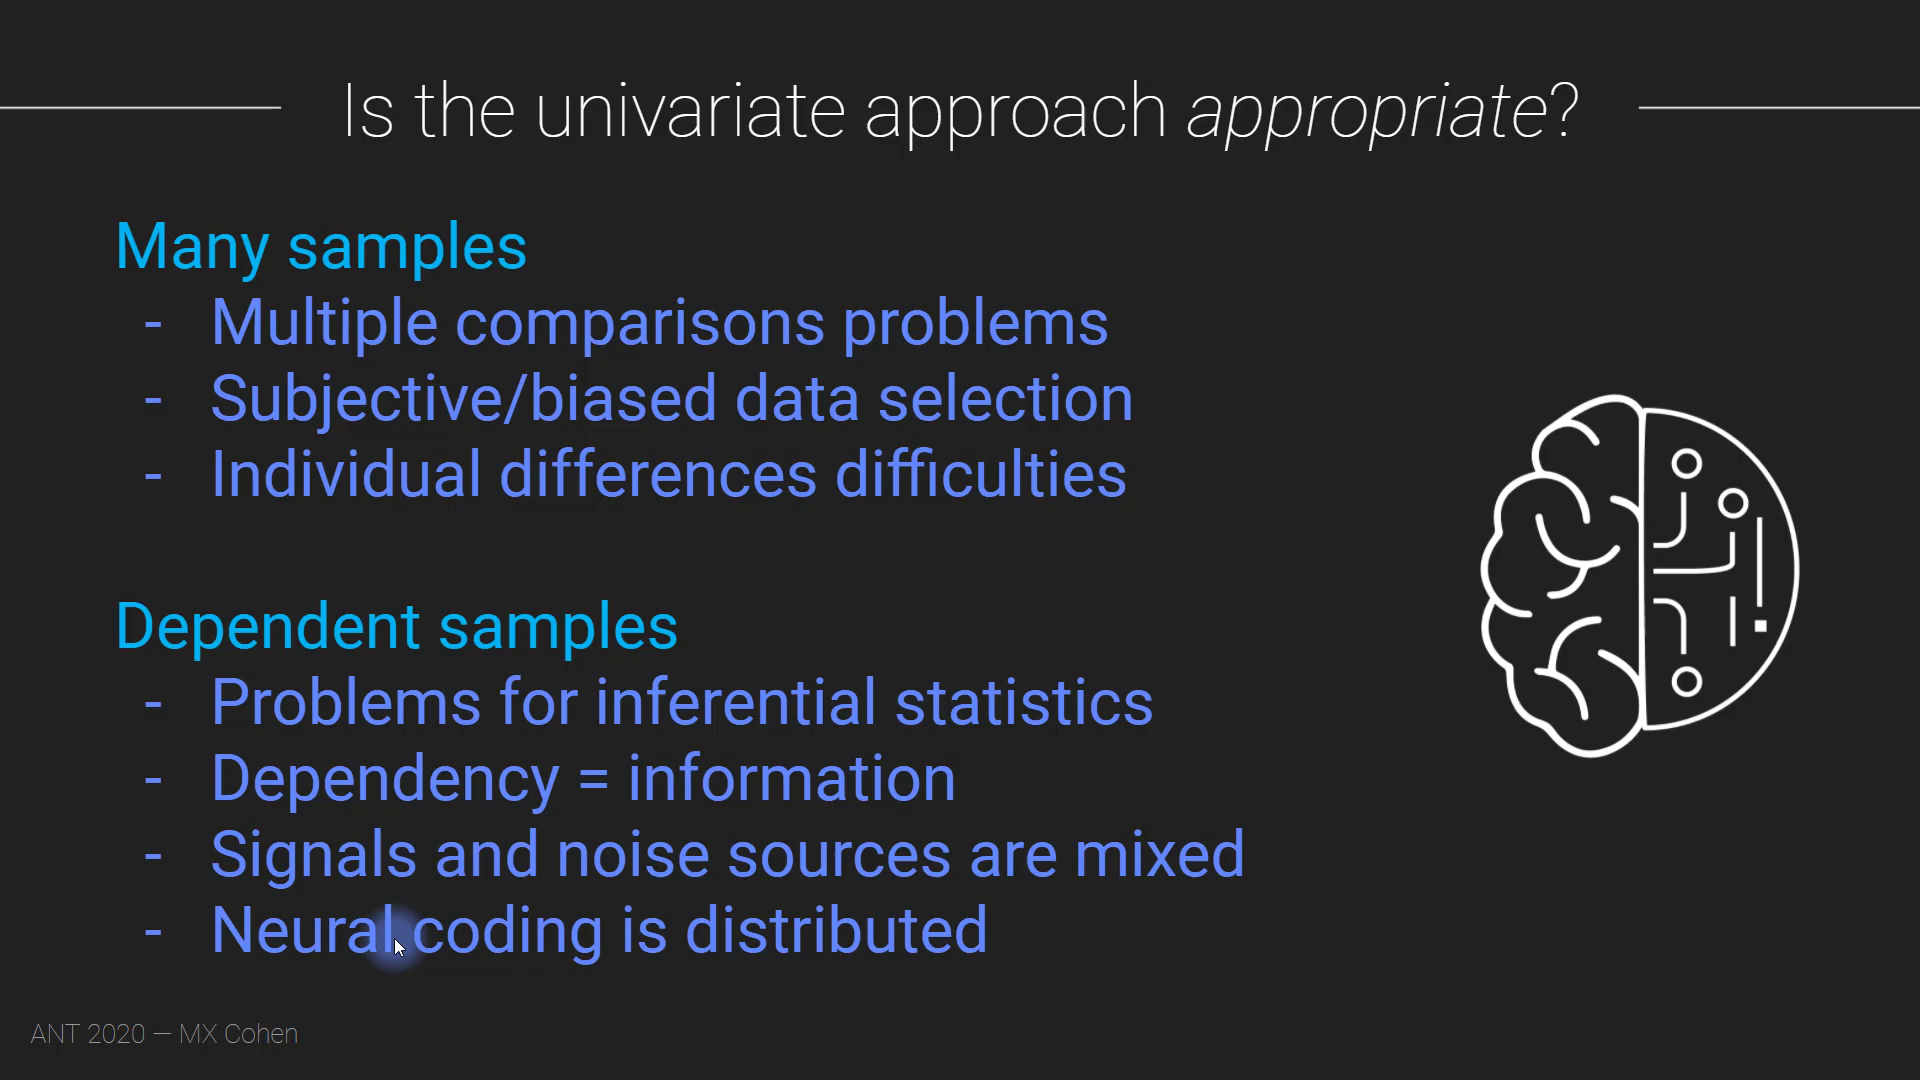 Is the univariate approach appropriate?
Many samples
- Multiple comparisons problems
- Subjective/biased data selection
- Individual differences difficulties
Dependent samples
- Problems for inferential statistics
- Dependency = information
- Signals and noise sources are mixed
- Neural coding is distributed
ANT 2020 — MX Cohen